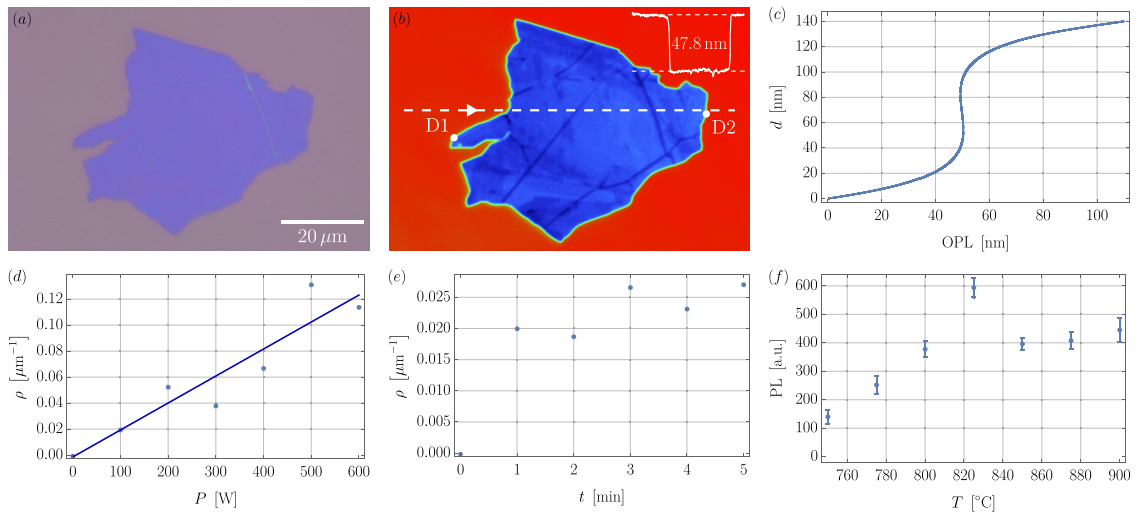 (a)
20 μm
(b)
47.8 nm
D1
D2
(c)
140
120
100
80
60
40
20
0
d [nm]
0 20 40 60 80 100
OPL [nm]
(d)
0.12
0.10
0.08
0.06
0.04
0.02
0.00
ρ [μm⁻¹]
0 100 200 300 400 500 600
P [W]
(e)
0.025
0.020
0.015
0.010
0.005
0.000
ρ [μm⁻¹]
0 1 2 3 4 5
t [min]
(f)
600
500
400
300
200
100
0
PL [a.u.]
760 780 800 820 840 860 880 900
T [°C]